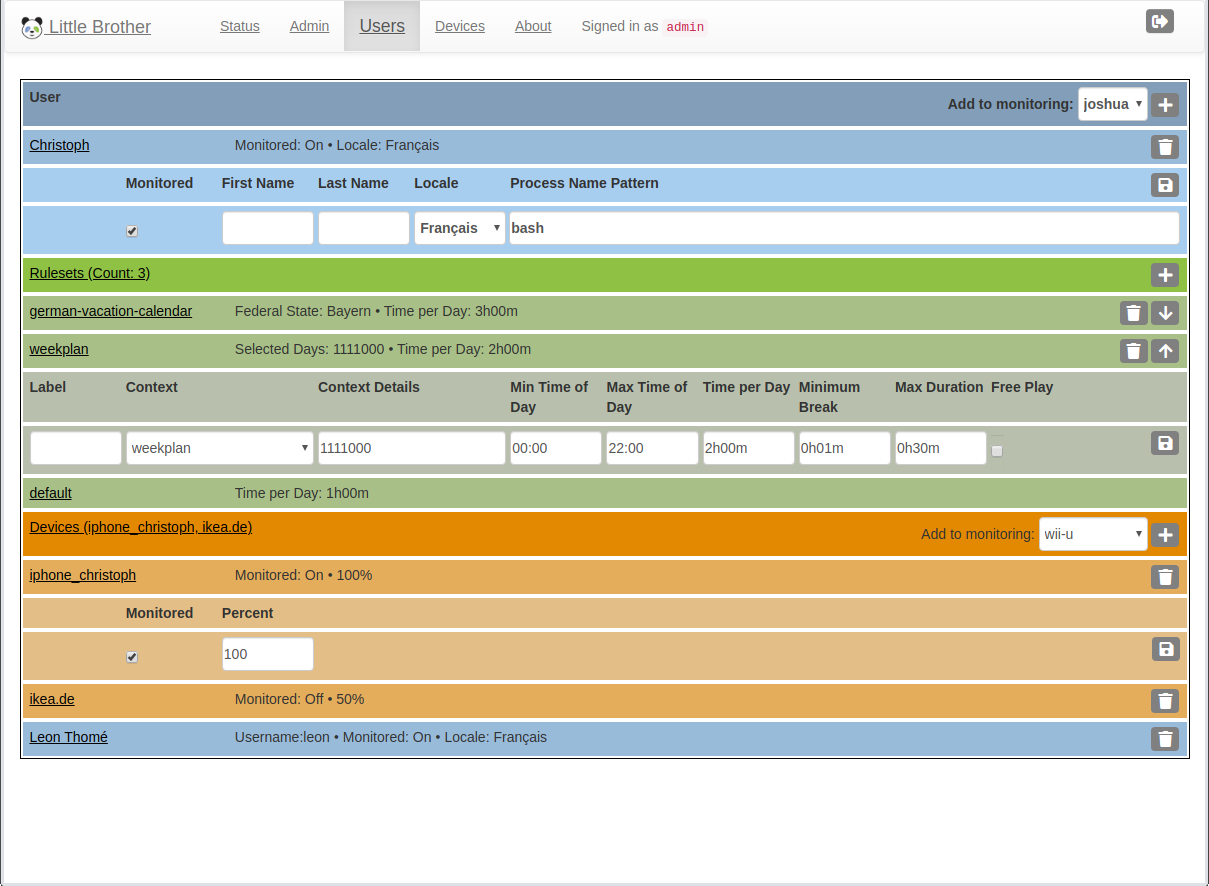 Little Brother Status Admin Users Devices About Signed in as admin
User Add to monitoring: joshua
Christoph Monitored: On • Locale: Français
Monitored First Name Last Name Locale Process Name Pattern
Français bash
Rulesets (Count: 3)
german-vacation-calendar Federal State: Bayern • Time per Day: 3h00m
weekplan Selected Days: 1111000 • Time per Day: 2h00m
Label Context Context Details Min Time of Day Max Time of Day Time per Day Minimum Break Max Duration Free Play
weekplan 1111000 00:00 22:00 2h00m 0h01m 0h30m
default Time per Day: 1h00m
Devices (iphone_christoph, ikea.de) Add to monitoring: wii-u
iphone_christoph Monitored: On • 100%
Monitored Percent
100
ikea.de Monitored: Off • 50%
Leon Thomé Username:leon • Monitored: On • Locale: Français